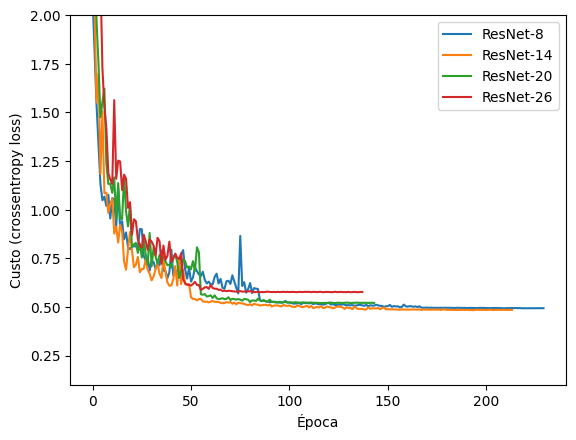 2.00
1.75
1.50
1.25
1.00
0.75
0.50
0.25
Custo (crossentropy loss)
ResNet-8
ResNet-14
ResNet-20
ResNet-26
0 50 100 150 200
Época